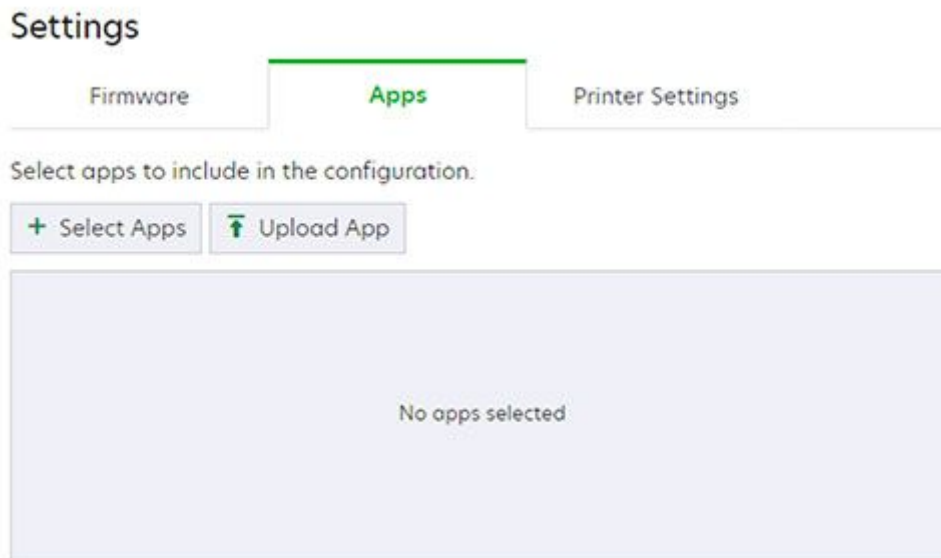 Settings
Firmware Apps Printer Settings
Select apps to include in the configuration.
+ Select Apps Upload App
No apps selected